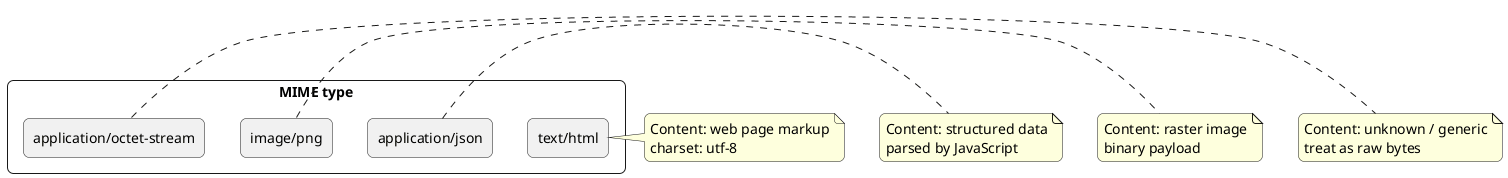 MIME type
application/octet-stream
image/png
application/json
text/html
Content: web page markup
charset: utf-8
Content: structured data
parsed by JavaScript
Content: raster image
binary payload
Content: unknown / generic
treat as raw bytes